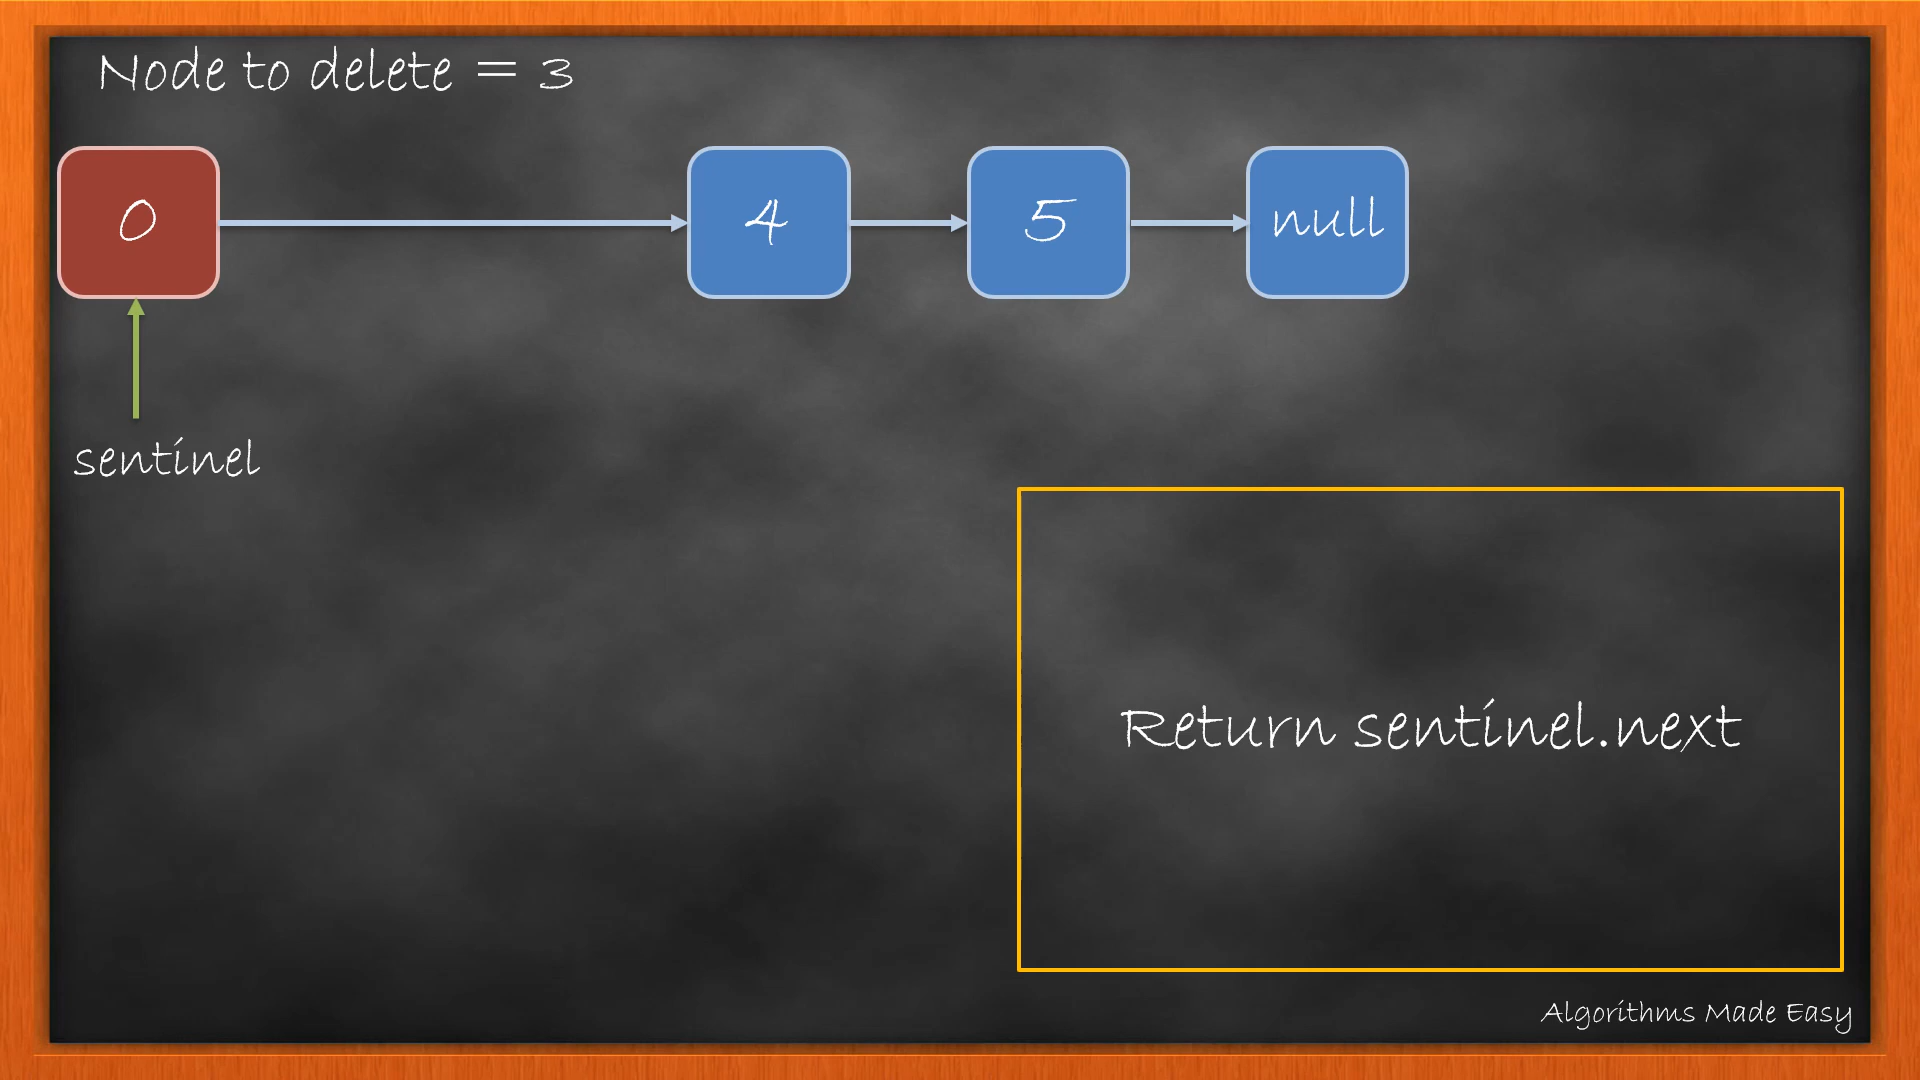 Node to delete = 3
0
4
5
null
sentinel
Return sentinel.next
Algorithms Made Easy